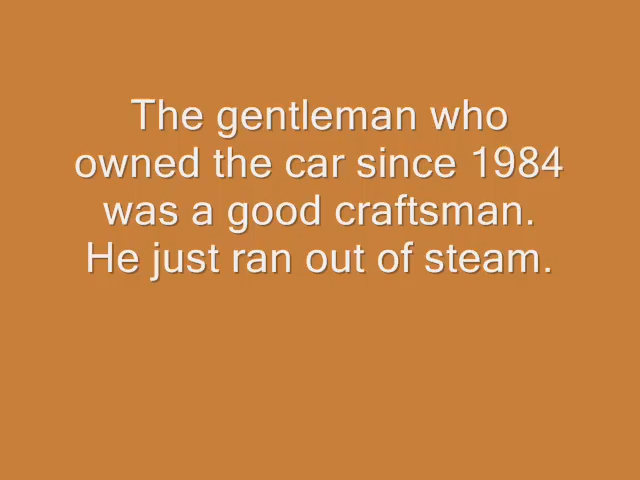 The gentleman who
owned the car since 1984
was a good craftsman.
He just ran out of steam.